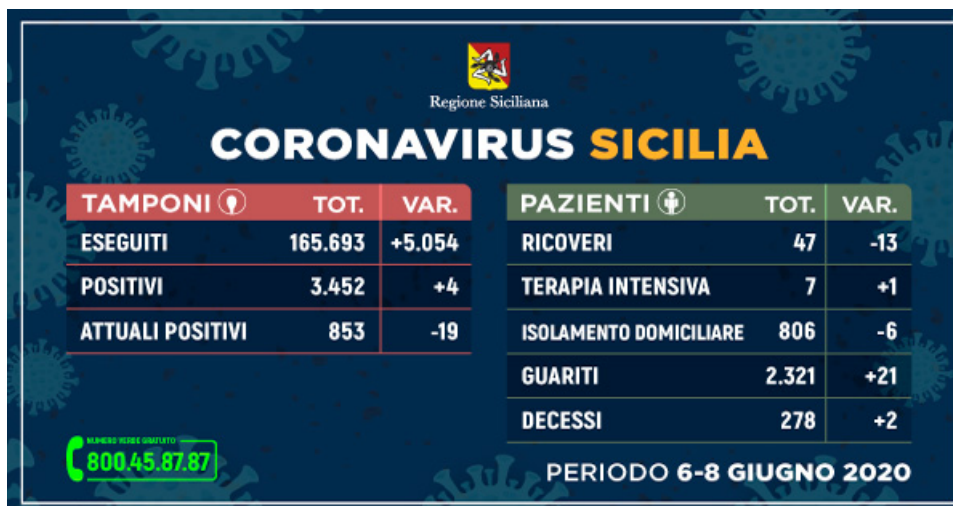 Regione Siciliana
CORONAVIRUS SICILIA
TAMPONI TOT. VAR.
ESEGUITI 165.693 +5.054
POSITIVI 3.452 +4
ATTUALI POSITIVI 853 -19
PAZIENTI TOT. VAR.
RICOVERI 47 -13
TERAPIA INTENSIVA 7 +1
ISOLAMENTO DOMICILIARE 806 -6
GUARITI 2.321 +21
DECESSI 278 +2
NUMERO VERDE GRATUITO
800.45.87.87
PERIODO 6-8 GIUGNO 2020